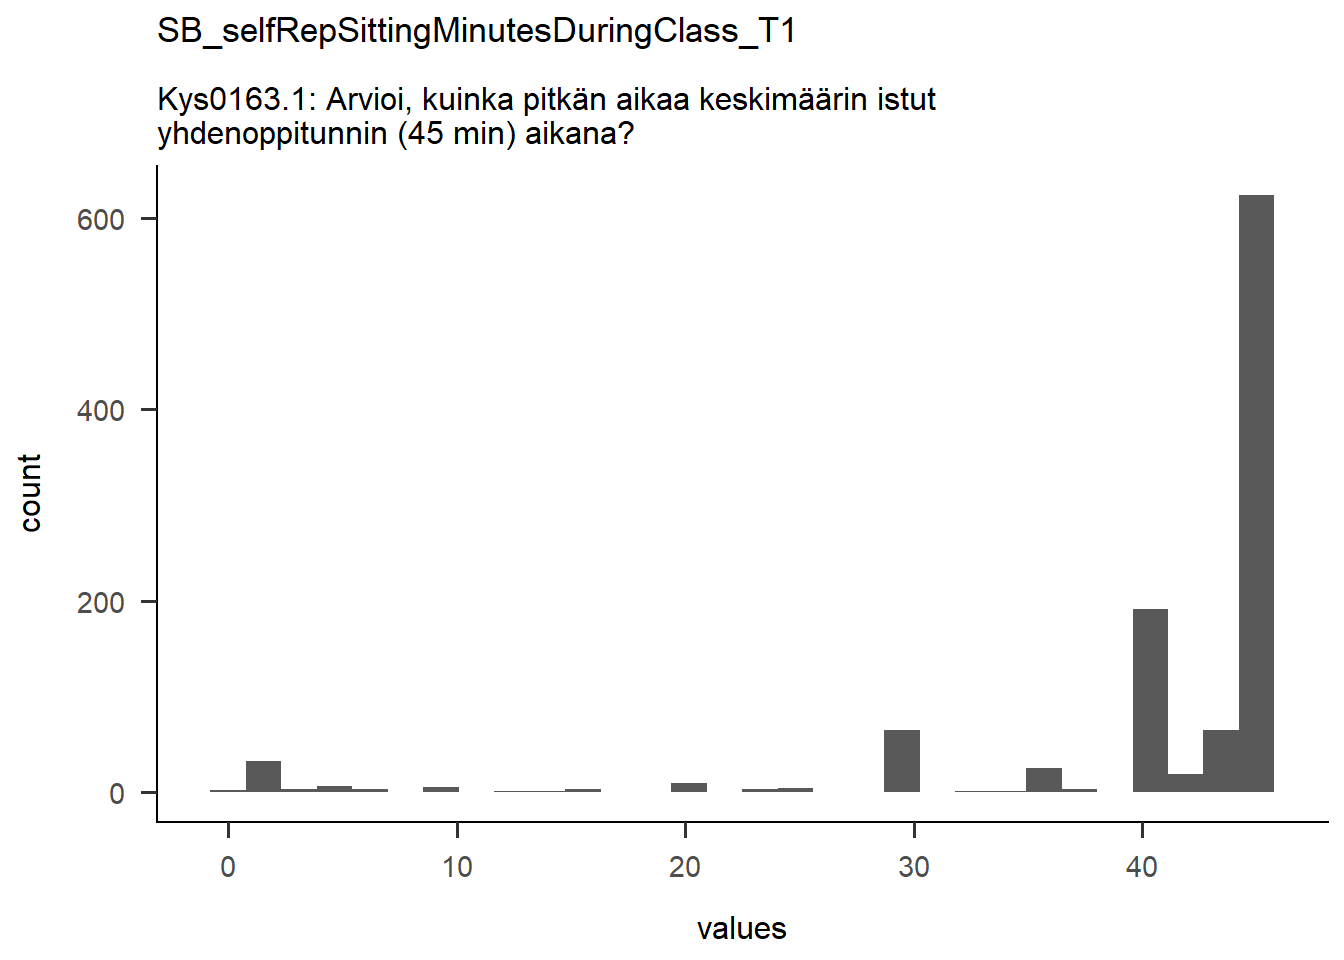 SB_selfRepSittingMinutesDuringClass_T1
Kys0163.1: Arvioi, kuinka pitkän aikaa keskimäärin istut
yhdenoppitunnin (45 min) aikana?
600
400
200
0
count
0 10 20 30 40
values